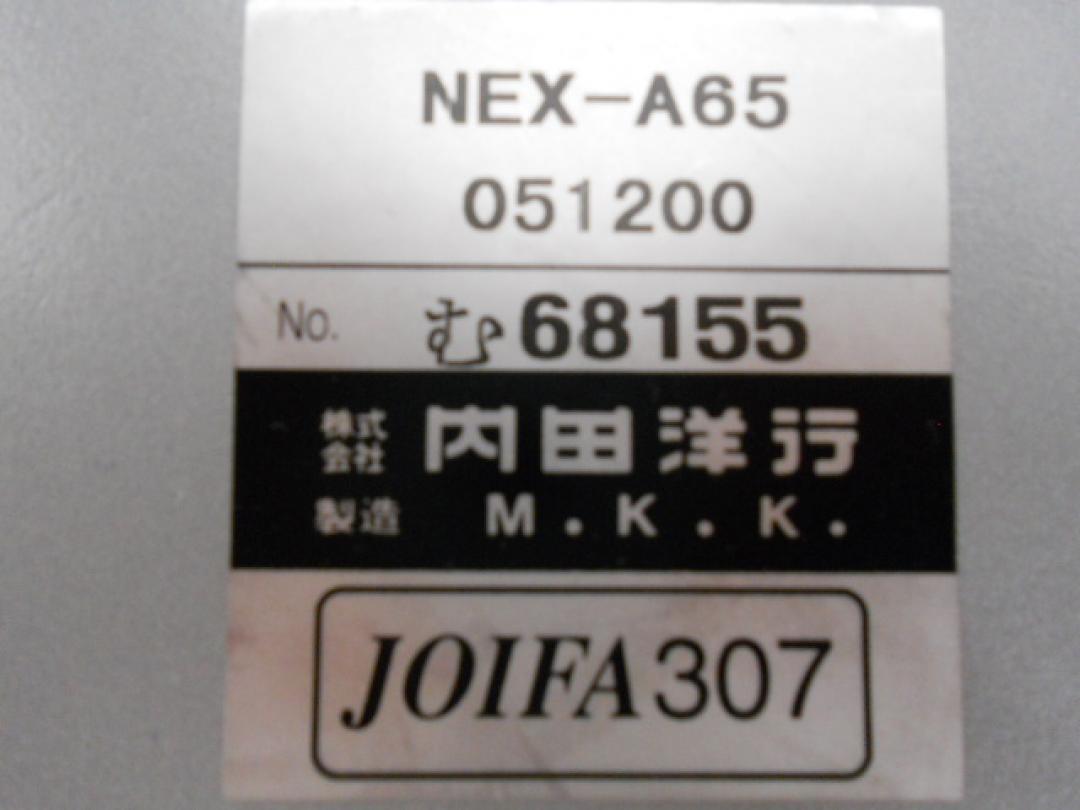 NEX-A65
051200
No. む68155
株式会社 内田洋行
製造 M.K.K.
JOIFA307